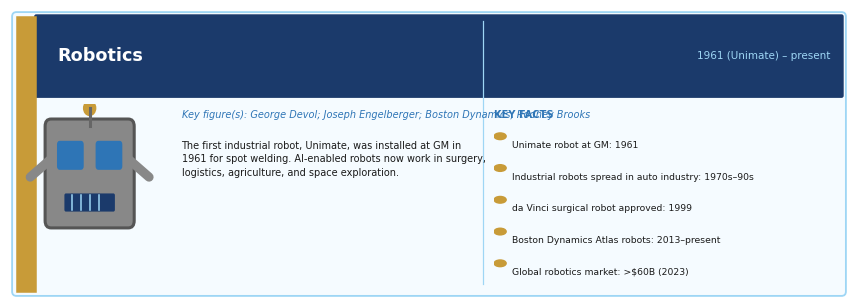 Robotics
1961 (Unimate) – present
Key figure(s): George Devol; Joseph Engelberger; Boston Dynamics; Rodney Brooks
The first industrial robot, Unimate, was installed at GM in
1961 for spot welding. AI-enabled robots now work in surgery,
logistics, agriculture, and space exploration.
KEY FACTS
Unimate robot at GM: 1961
Industrial robots spread in auto industry: 1970s–90s
da Vinci surgical robot approved: 1999
Boston Dynamics Atlas robots: 2013–present
Global robotics market: >$60B (2023)